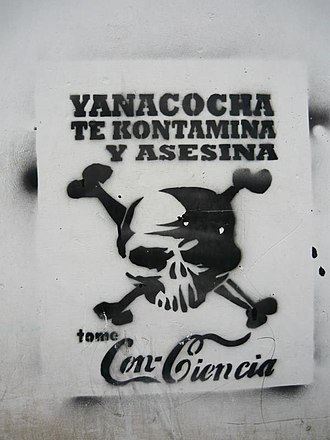 YANACOCHA
TE KONTAMINA
Y ASESINA
tome
Con-Ciencia